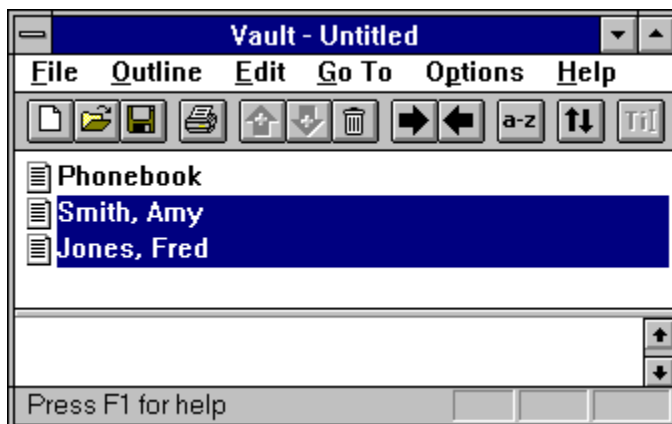 Vault - Untitled
File Outline Edit Go To Options Help
a-z
Phonebook
Smith, Amy
Jones, Fred
Press F1 for help